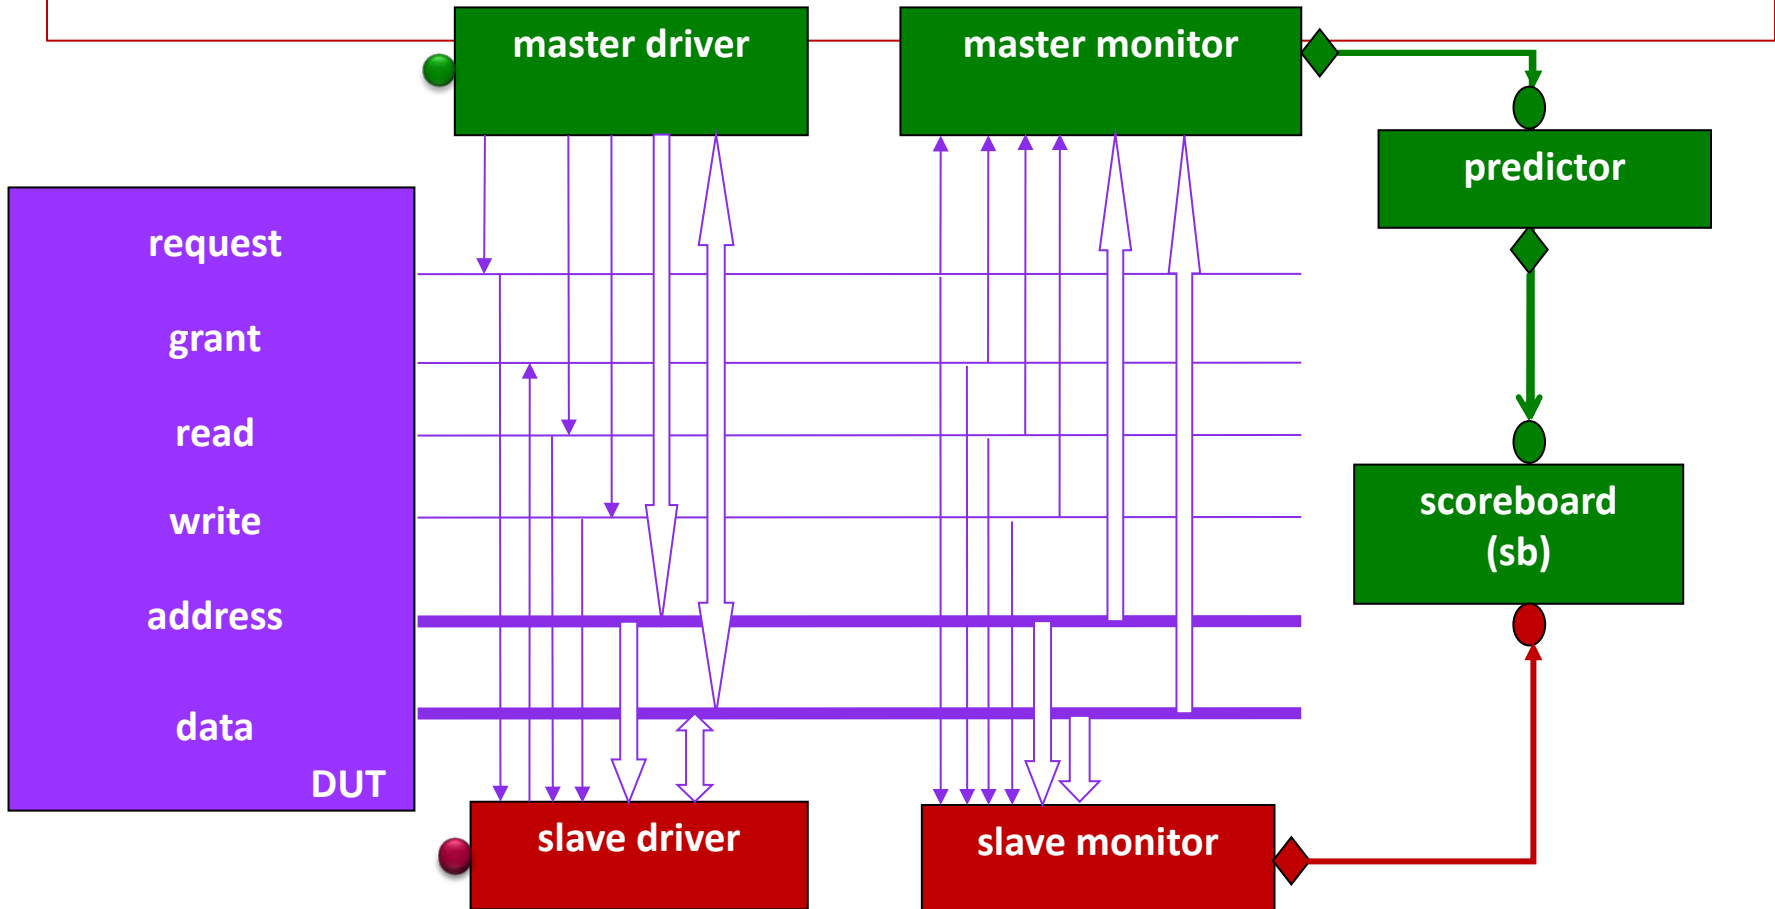 master driver
master monitor
predictor
request
grant
read
write
address
data
DUT
scoreboard
(sb)
slave driver
slave monitor